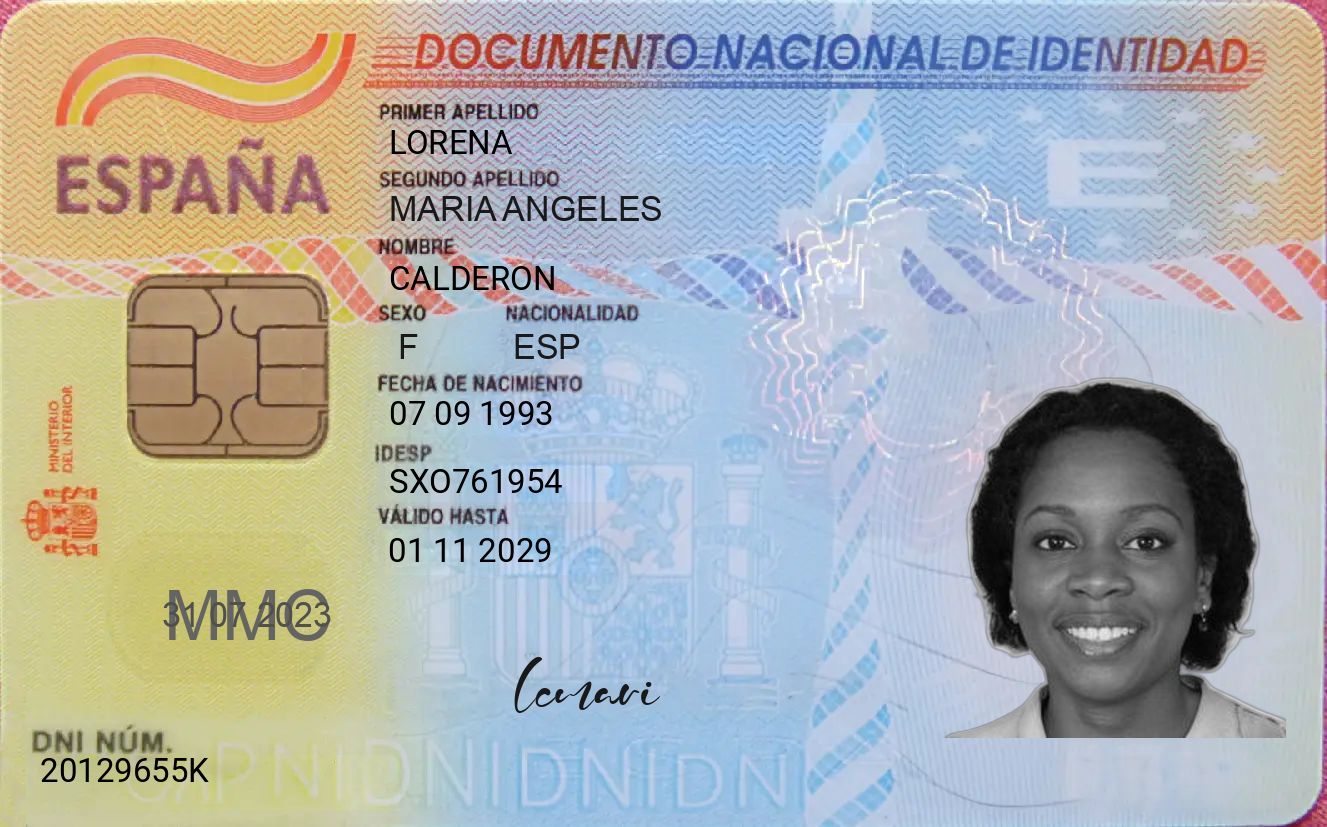 DOCUMENTO NACIONAL DE IDENTIDAD
ESPAÑA
PRIMER APELLIDO
LORENA
SEGUNDO APELLIDO
MARIA ANGELES
NOMBRE
CALDERON
SEXO NACIONALIDAD
F ESP
FECHA DE NACIMIENTO
07 09 1993
IDESP
SXO761954
VÁLIDO HASTA
01 11 2029
MINISTERIO
DEL INTERIOR
31 07 2023
MMO
DNI NÚM.
20129655K
E